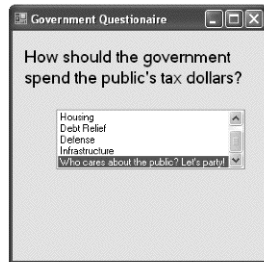 Government Questionaire
How should the government
spend the public's tax dollars?
Housing
Debt Relief
Defense
Infrastructure
Who cares about the public? Let's party!